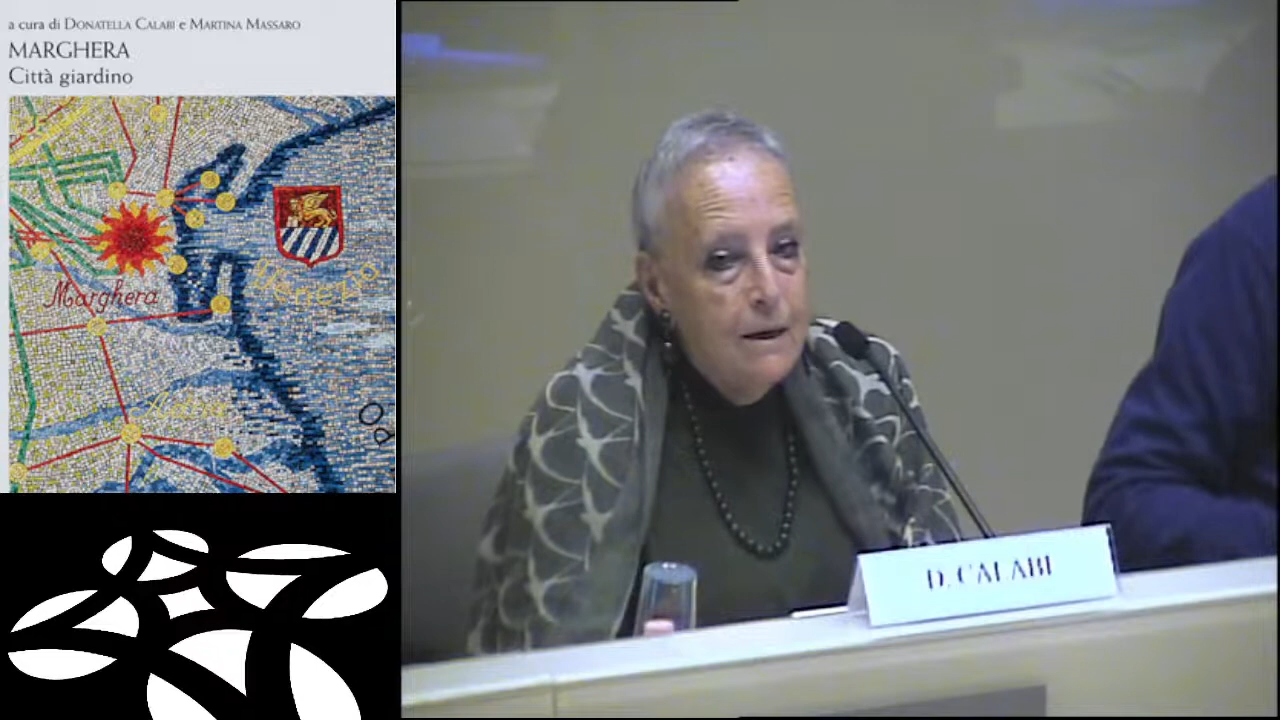 a cura di Donatella Calabi e Martina Massaro
MARGHERA
Città giardino
Venezia
Marghera
D. CALABI